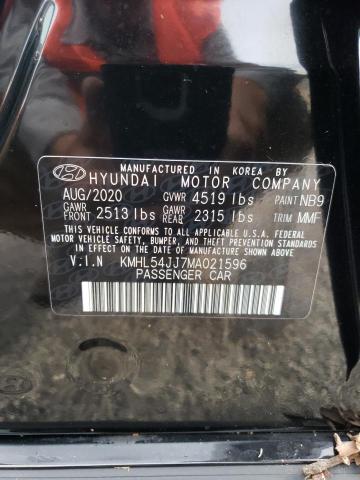 MANUFACTURED IN KOREA BY
HYUNDAI MOTOR COMPANY
AUG/2020 GVWR 4519 lbs PAINT NB9
GAWR FRONT 2513 lbs GAWR REAR 2315 lbs TRIM MMF
THIS VEHICLE CONFORMS TO ALL APPLICABLE U.S.A. FEDERAL
MOTOR VEHICLE SAFETY, BUMPER, AND THEFT PREVENTION STANDARDS
IN EFFECT ON THE DATE OF MANUFACTURE SHOWN ABOVE.
V.I.N KMHL54JJ7MA021596
PASSENGER CAR